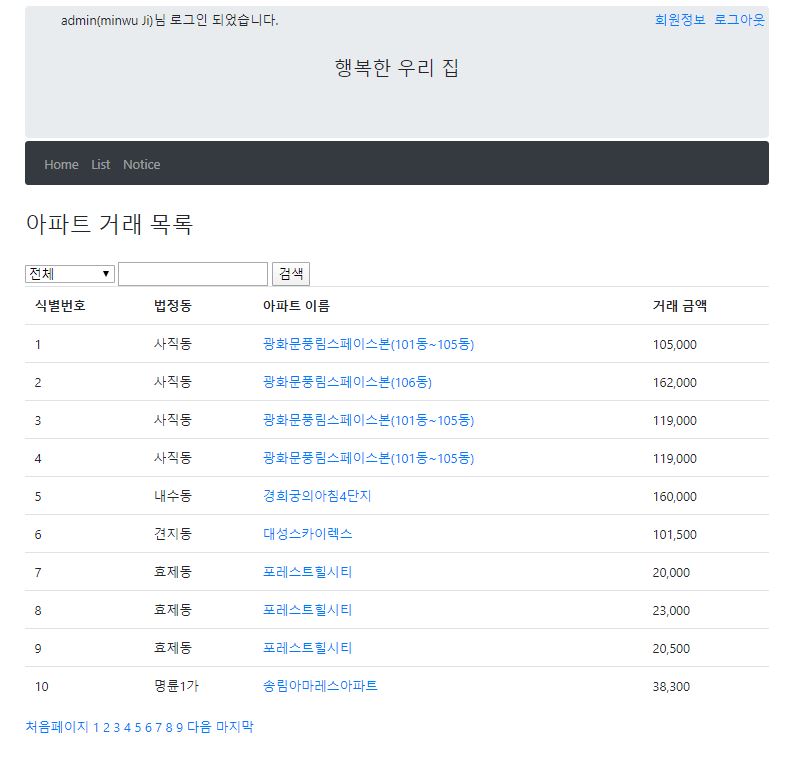 admin(minwu Ji)님 로그인 되었습니다. 회원정보 로그아웃
행복한 우리 집
Home List Notice
아파트 거래 목록
전체 검색
식별번호 법정동 아파트 이름 거래 금액
1 사직동 광화문풍림스페이스본(101동~105동) 105,000
2 사직동 광화문풍림스페이스본(106동) 162,000
3 사직동 광화문풍림스페이스본(101동~105동) 119,000
4 사직동 광화문풍림스페이스본(101동~105동) 119,000
5 내수동 경희궁의아침4단지 160,000
6 견지동 대성스카이렉스 101,500
7 효제동 포레스트힐시티 20,000
8 효제동 포레스트힐시티 23,000
9 효제동 포레스트힐시티 20,500
10 명륜1가 송림아마레스아파트 38,300
처음페이지 1 2 3 4 5 6 7 8 9 다음 마지막